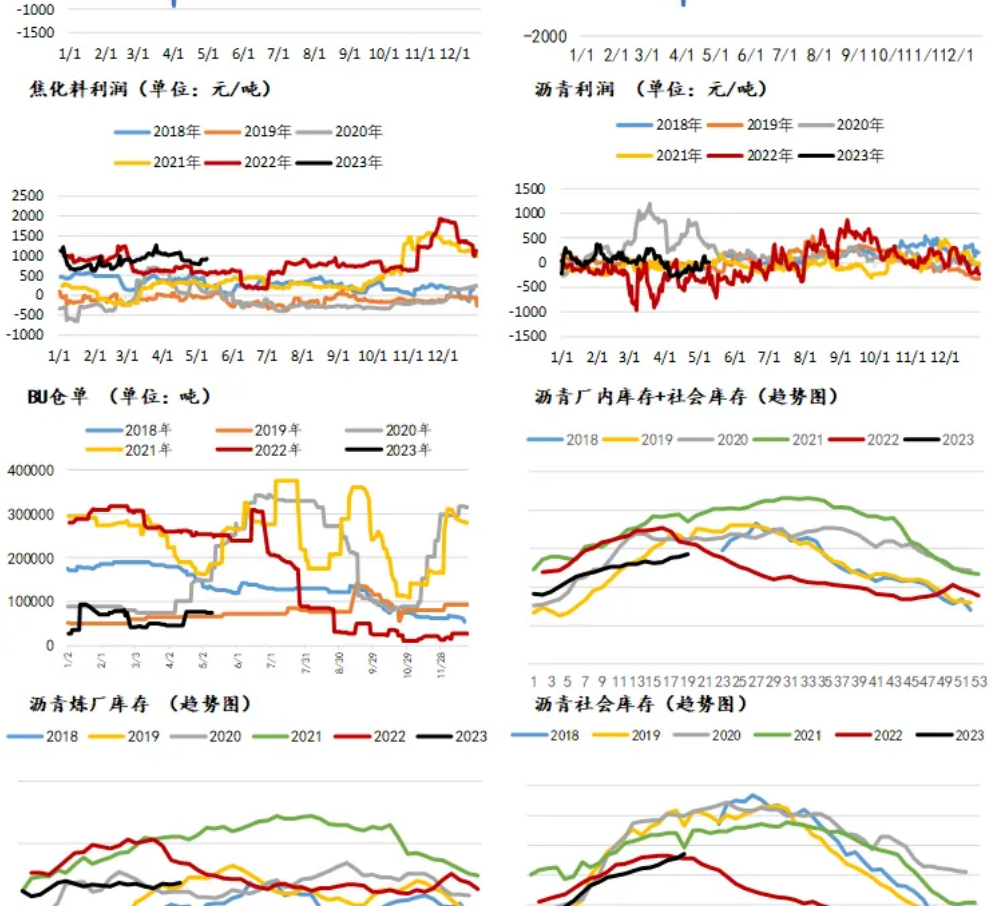 -1000
-1500
1/1 2/1 3/1 4/1 5/1 6/1 7/1 8/1 9/1 10/1 11/1 12/1
-2000
1/1 2/1 3/1 4/1 5/1 6/1 7/1 8/1 9/1 10/1 11/1 12/1
焦化料利润（单位：元/吨）
2018年 2019年 2020年
2021年 2022年 2023年
2500
2000
1500
1000
500
0
-500
-1000
1/1 2/1 3/1 4/1 5/1 6/1 7/1 8/1 9/1 10/1 11/1 12/1
沥青利润 （单位：元/吨）
2018年 2019年 2020年
2021年 2022年 2023年
1500
1000
500
0
-500
-1000
-1500
1/1 2/1 3/1 4/1 5/1 6/1 7/1 8/1 9/1 10/1 11/1 12/1
BU仓单 （单位：吨）
2018年 2019年 2020年
2021年 2022年 2023年
400000
300000
200000
100000
0
1/2 2/1 3/3 4/2 5/2 6/1 7/1 7/31 8/30 9/29 10/29 11/28
沥青厂内库存+社会库存（趋势图）
2018 2019 2020 2021 2022 2023
1 3 5 7 9 11 13 15 17 19 21 23 25 27 29 31 33 35 37 39 41 43 45 47 49 51 53
沥青炼厂库存 （趋势图）
2018 2019 2020 2021 2022 2023
沥青社会库存（趋势图）
2018 2019 2020 2021 2022 2023